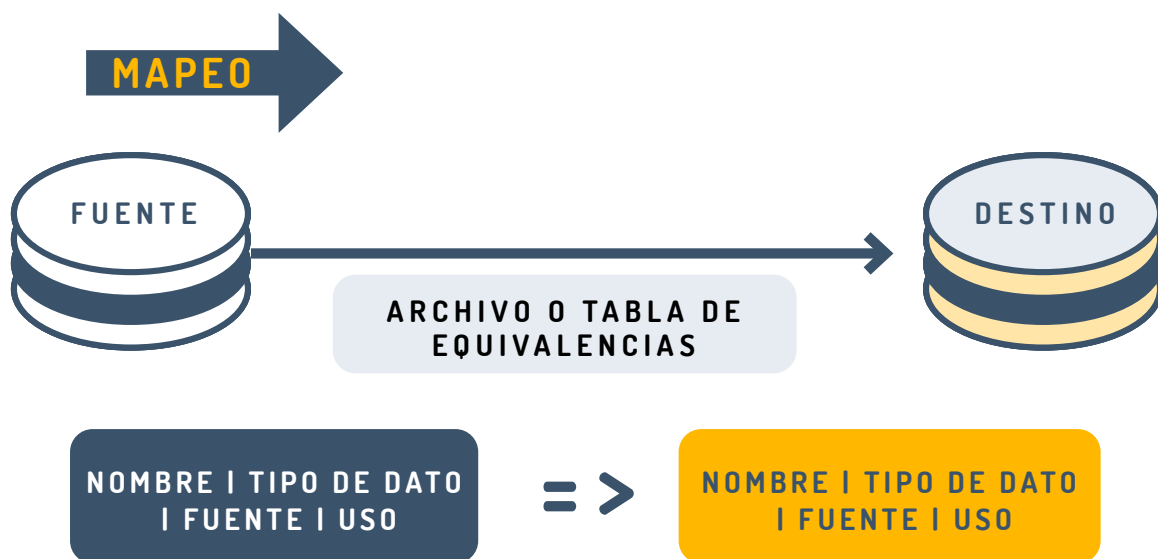 MAPEO
FUENTE
DESTINO
ARCHIVO O TABLA DE
EQUIVALENCIAS
NOMBRE | TIPO DE DATO
| FUENTE | USO
= >
NOMBRE | TIPO DE DATO
| FUENTE | USO